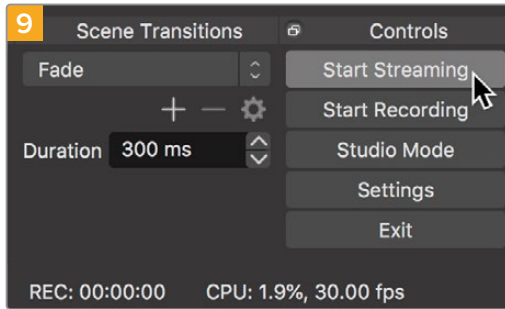 9
Scene Transitions
Controls
Fade
Start Streaming
Start Recording
Duration 300 ms
Studio Mode
Settings
Exit
REC: 00:00:00 CPU: 1.9%, 30.00 fps